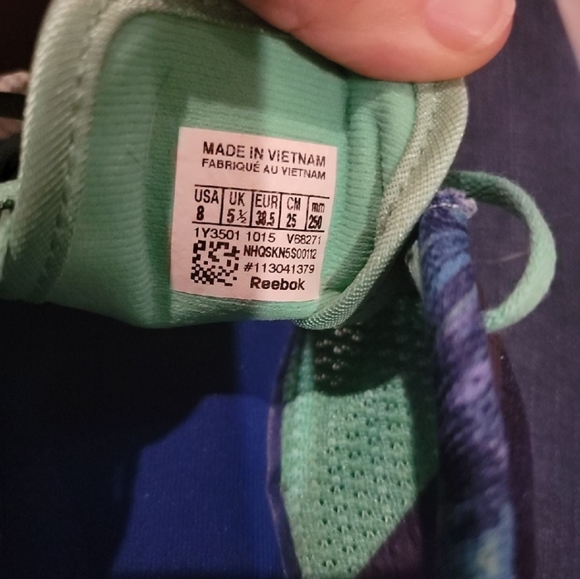 MADE IN VIETNAM
FABRIQUÉ AU VIETNAM
USA UK EUR CM mm
8 5½ 38.5 25 250
1Y3501 1015 V68271
NHQSKN5S00112
#113041379
Reebok